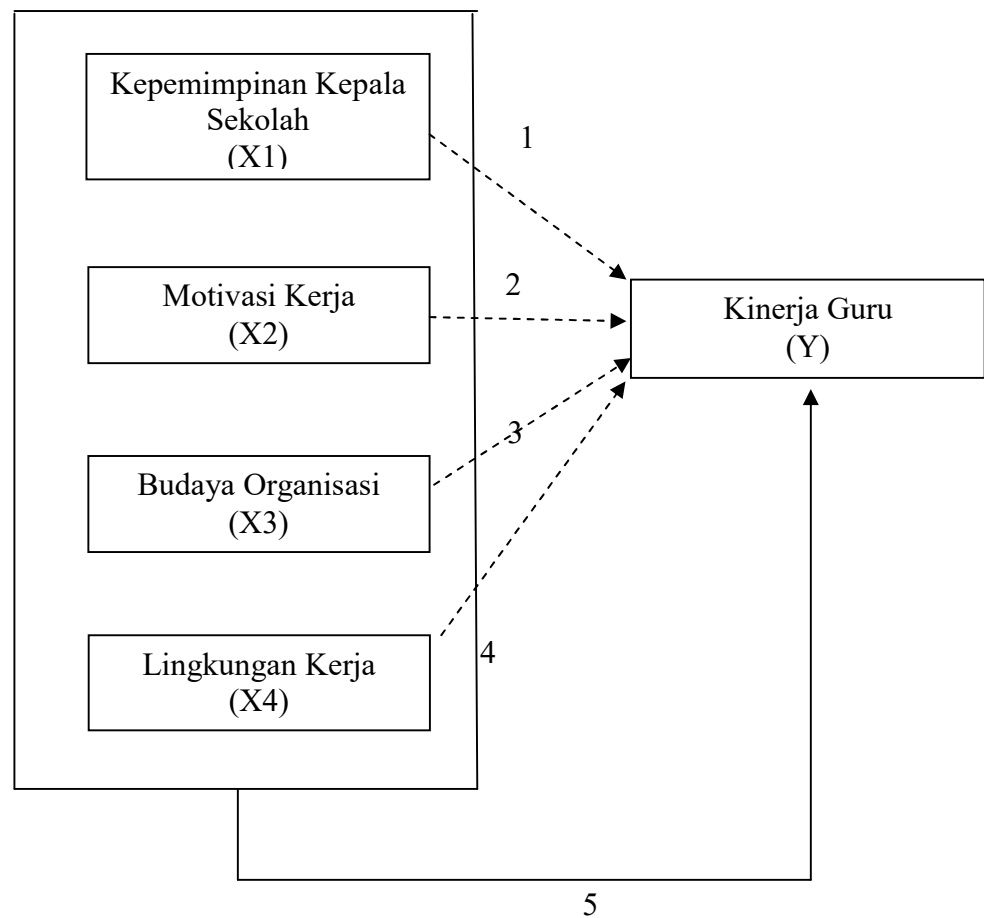 Kepemimpinan Kepala
Sekolah
(X1)
1
Motivasi Kerja
(X2)
2
Kinerja Guru
(Y)
Budaya Organisasi
(X3)
3
Lingkungan Kerja
(X4)
4
5